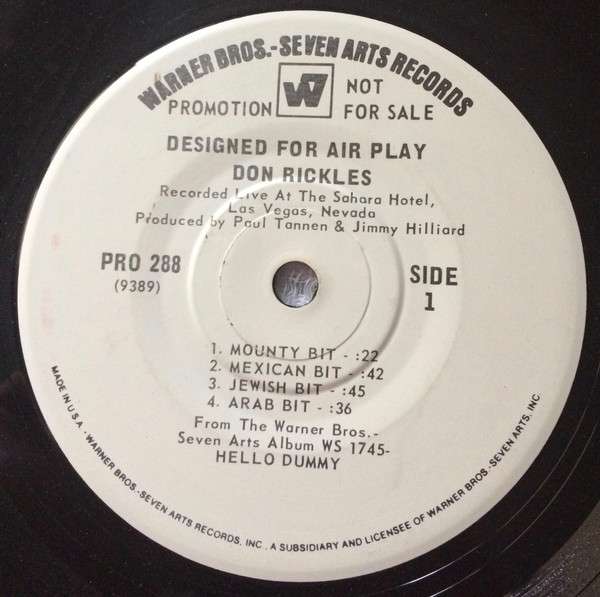 WARNER BROS.-SEVEN ARTS RECORDS
PROMOTION W7 NOT FOR SALE
DESIGNED FOR AIR PLAY
DON RICKLES
Recorded Live At The Sahara Hotel,
Las Vegas, Nevada
Produced by Paul Tannen & Jimmy Hilliard
PRO 288
(9389)
SIDE
1
1. MOUNTY BIT - :22
2. MEXICAN BIT - :42
3. JEWISH BIT - :45
4. ARAB BIT - :36
From The Warner Bros.-
Seven Arts Album WS 1745-
HELLO DUMMY
MADE IN U.S.A. · WARNER BROS.-SEVEN ARTS RECORDS, INC., A SUBSIDIARY AND LICENSEE OF WARNER BROS.-SEVEN ARTS, INC.